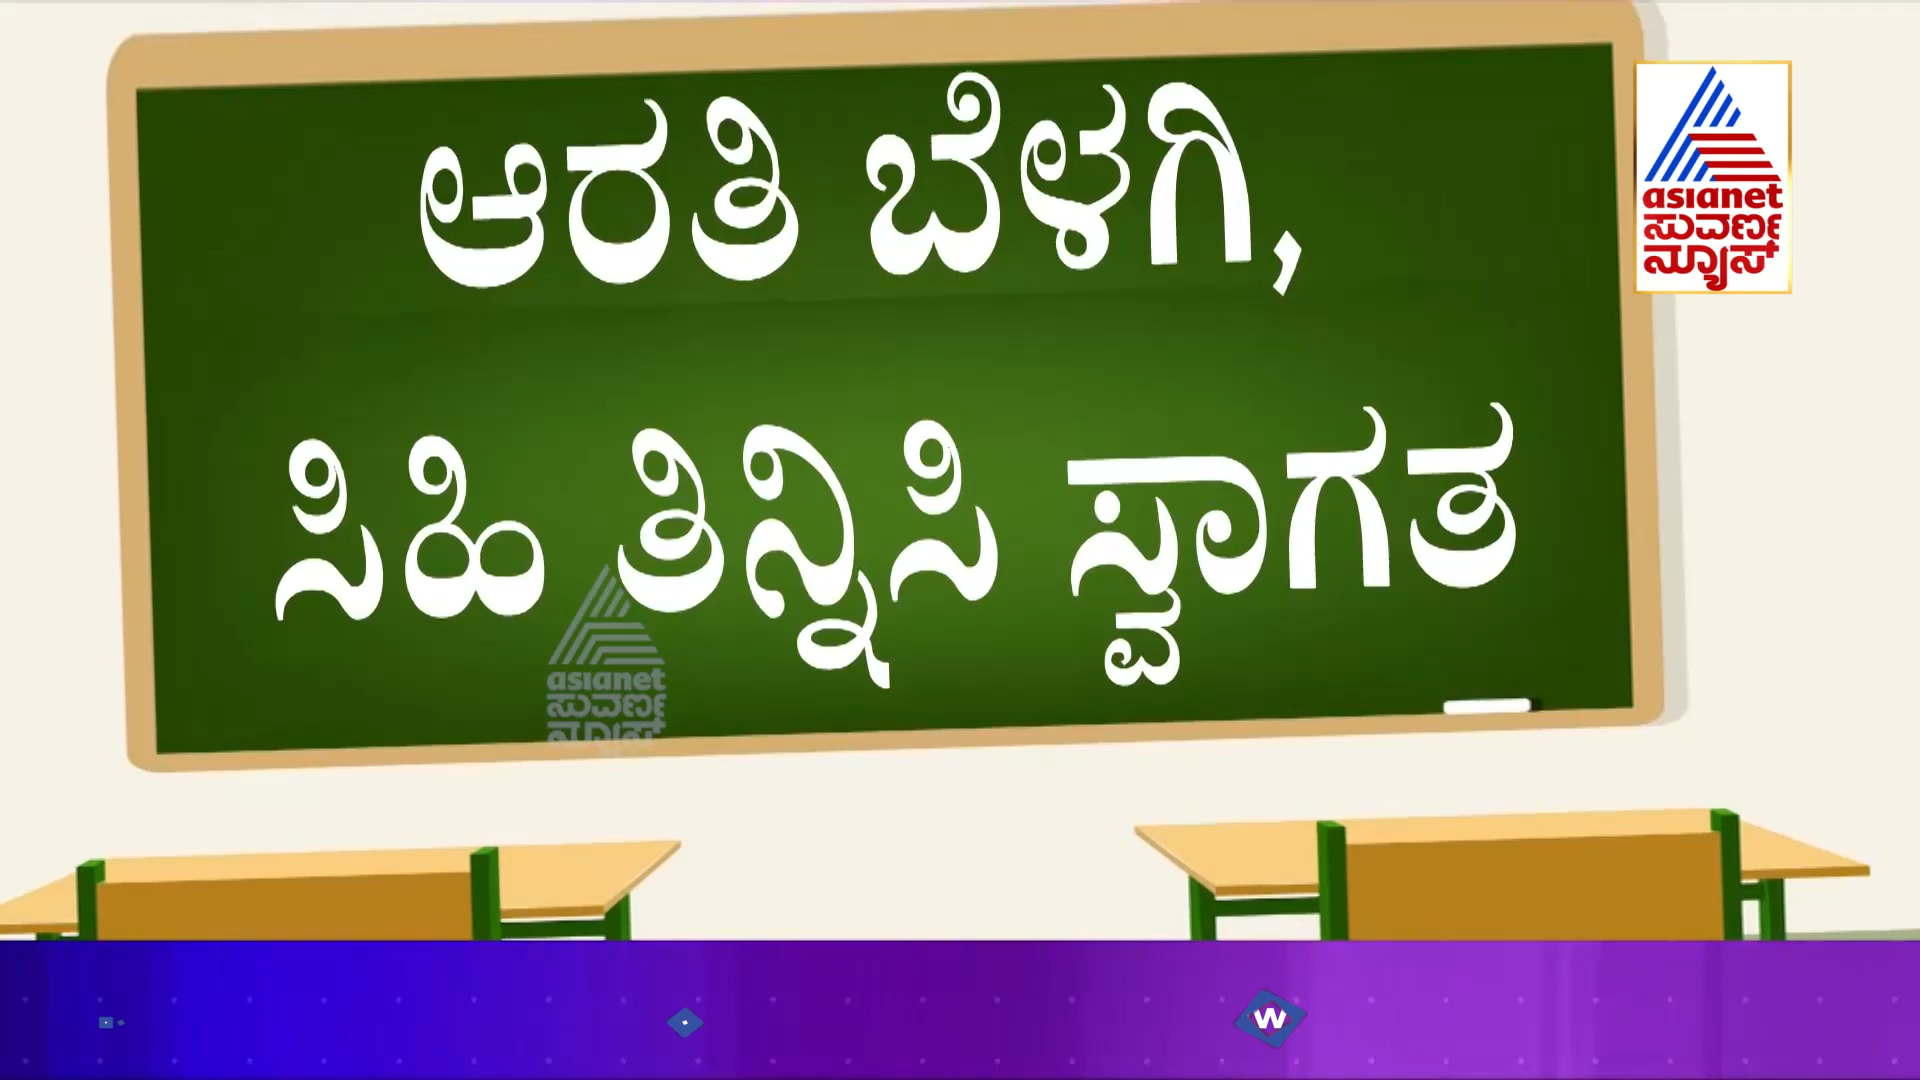 ಆರತಿ ಬೆಳಗಿ,
ಸಿಹಿ ತಿನ್ನಿಸಿ ಸ್ವಾಗತ
asianet
ಸುವರ್ಣ
ನ್ಯೂಸ್
asianet
ಸುವರ್ಣ
ನ್ಯೂಸ್
W